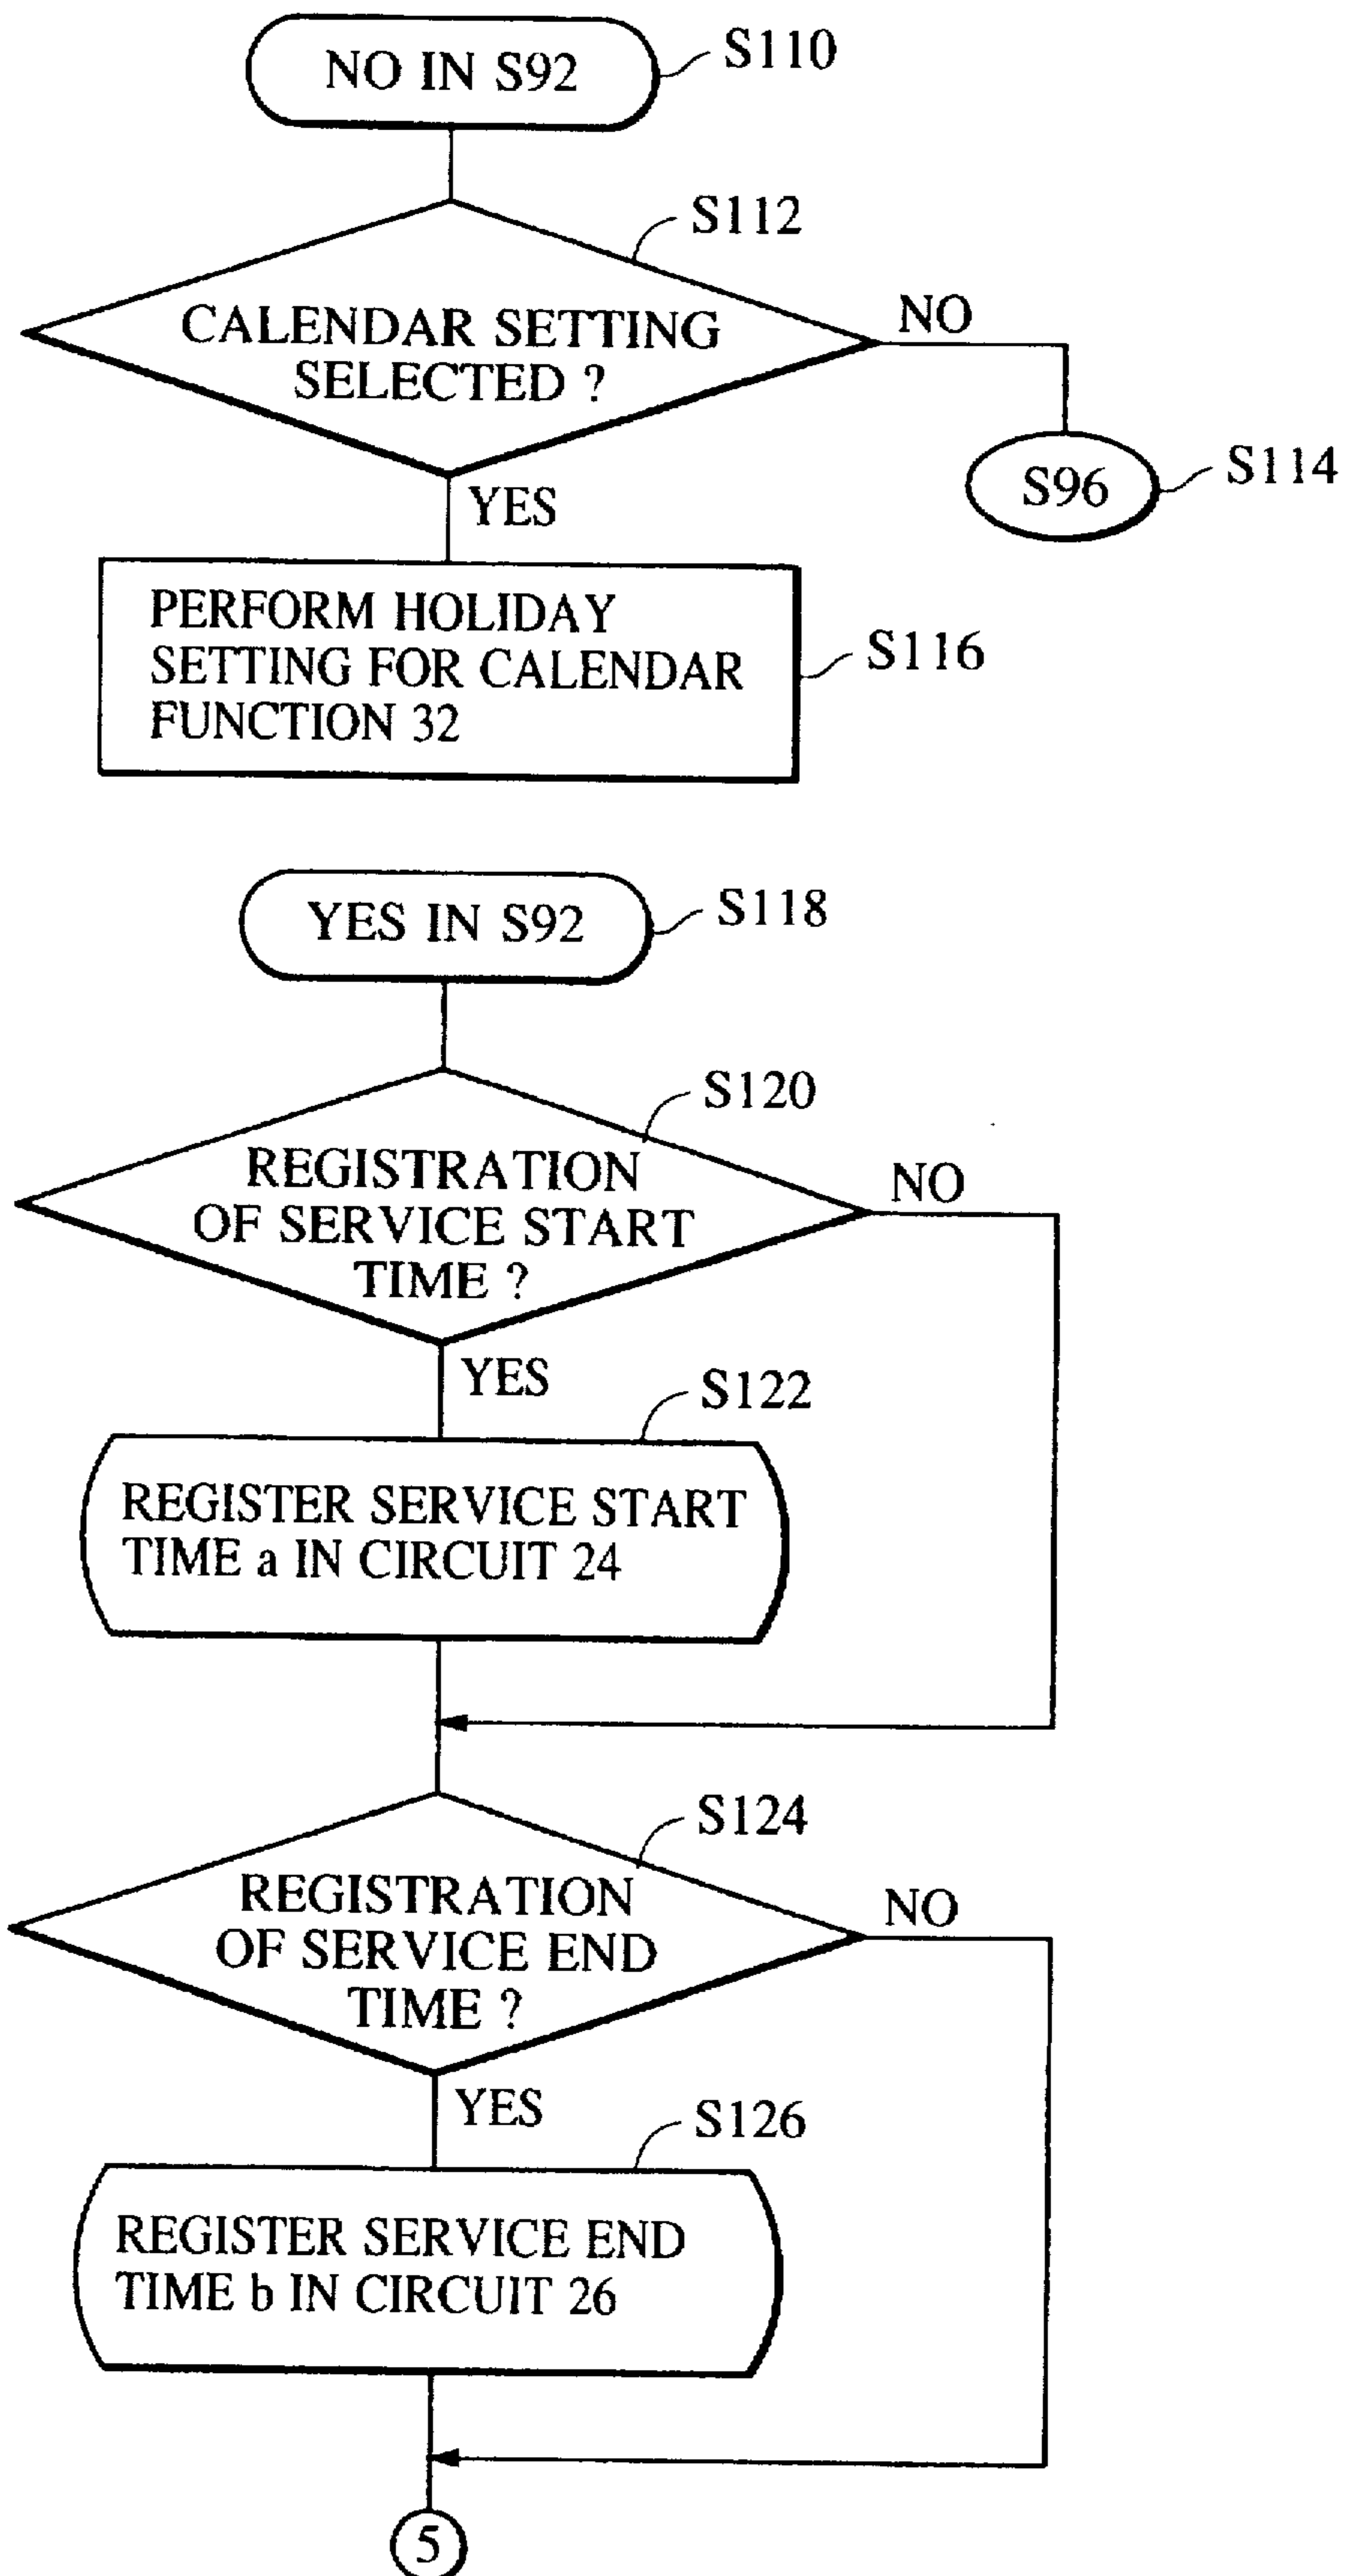 NO IN S92
S110
S112
CALENDAR SETTING
SELECTED ?
NO
S96
S114
YES
PERFORM HOLIDAY
SETTING FOR CALENDAR
FUNCTION 32
S116
YES IN S92
S118
S120
REGISTRATION
OF SERVICE START
TIME ?
NO
YES
S122
REGISTER SERVICE START
TIME a IN CIRCUIT 24
S124
REGISTRATION
OF SERVICE END
TIME ?
NO
YES
S126
REGISTER SERVICE END
TIME b IN CIRCUIT 26
5